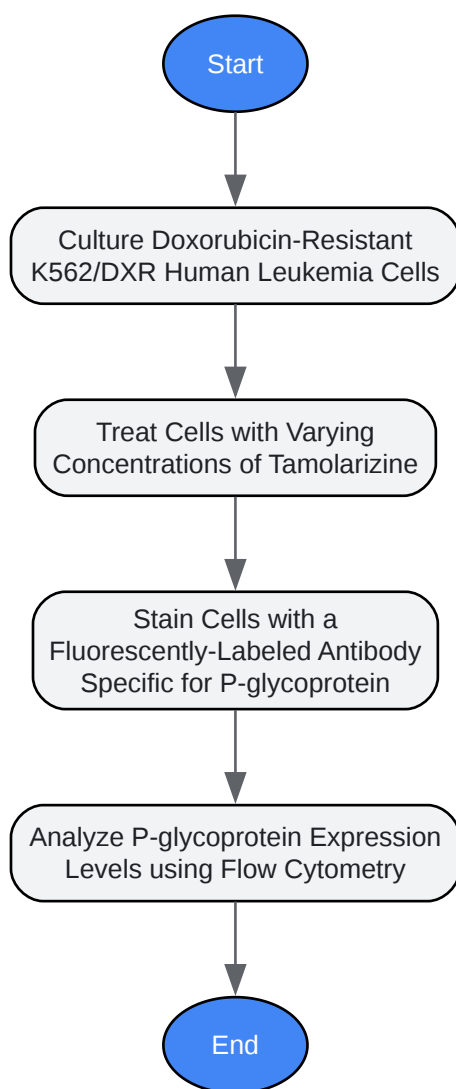 Start
Culture Doxorubicin-Resistant
K562/DXR Human Leukemia Cells
Treat Cells with Varying
Concentrations of Tamolarizine
Stain Cells with a
Fluorescently-Labeled Antibody
Specific for P-glycoprotein
Analyze P-glycoprotein Expression
Levels using Flow Cytometry
End